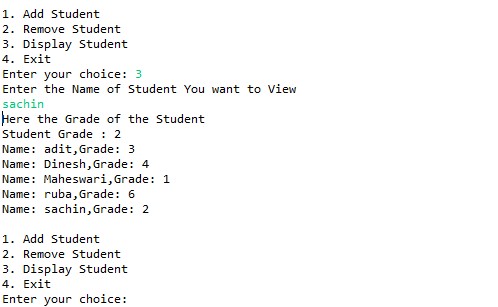 1. Add Student
2. Remove Student
3. Display Student
4. Exit
Enter your choice: 3
Enter the Name of Student You want to View
sachin
Here the Grade of the Student
Student Grade : 2
Name: adit,Grade: 3
Name: Dinesh,Grade: 4
Name: Maheswari,Grade: 1
Name: ruba,Grade: 6
Name: sachin,Grade: 2
1. Add Student
2. Remove Student
3. Display Student
4. Exit
Enter your choice: